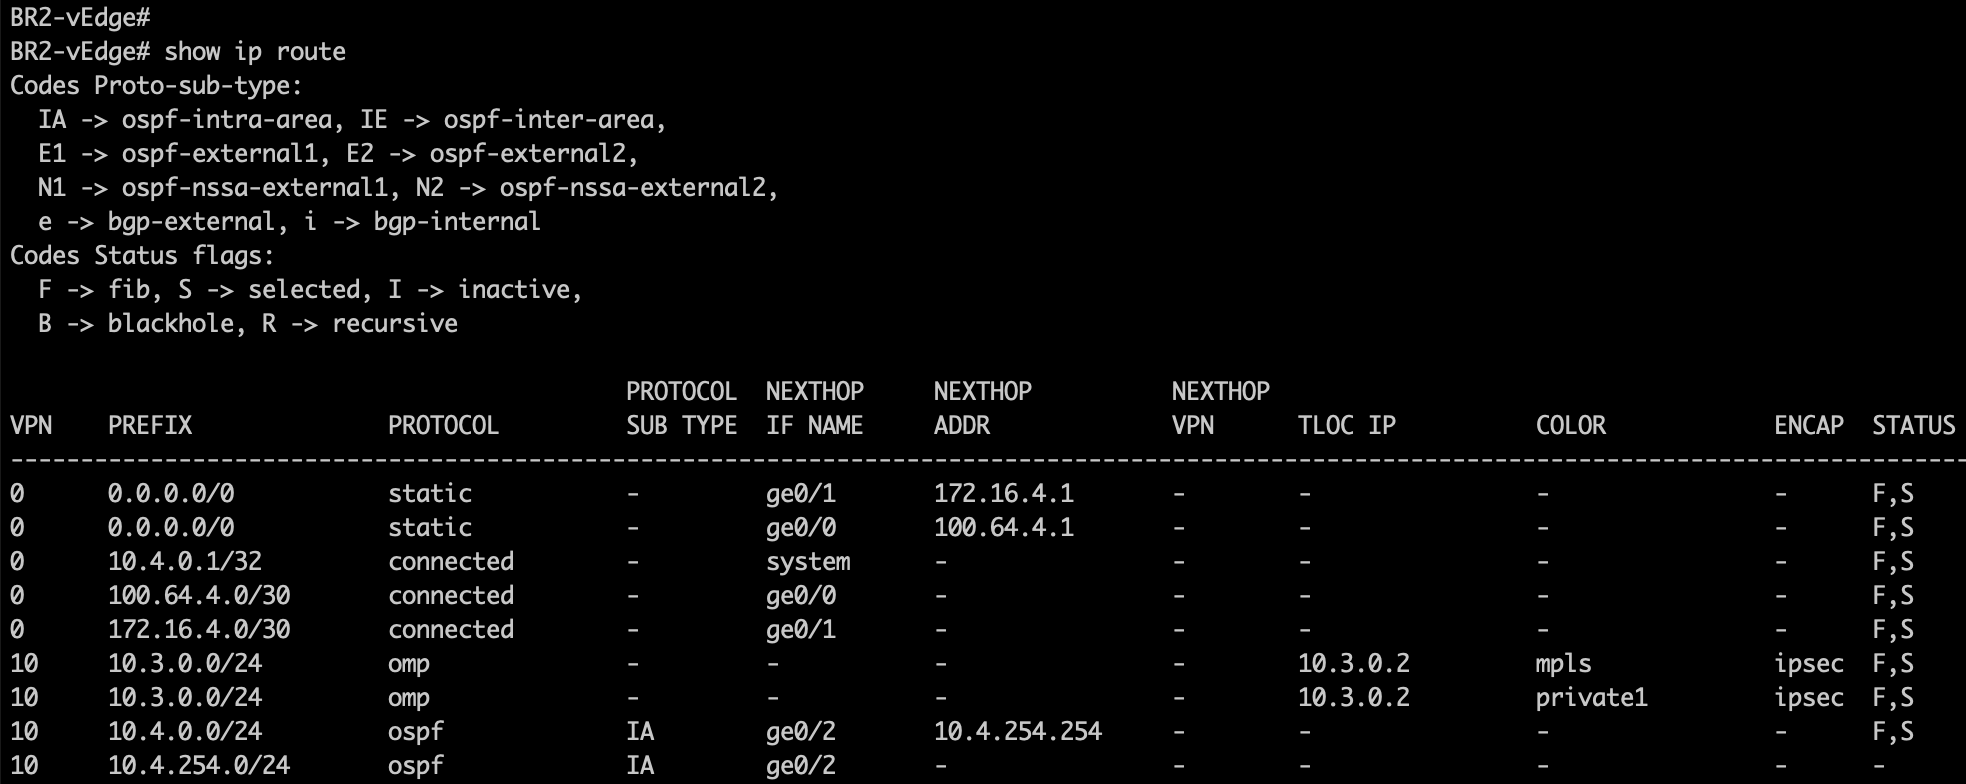 BR2-vEdge#
BR2-vEdge# show ip route
Codes Proto-sub-type:
  IA -> ospf-intra-area, IE -> ospf-inter-area,
  E1 -> ospf-external1, E2 -> ospf-external2,
  N1 -> ospf-nssa-external1, N2 -> ospf-nssa-external2,
  e -> bgp-external, i -> bgp-internal
Codes Status flags:
  F -> fib, S -> selected, I -> inactive,
  B -> blackhole, R -> recursive

                                            PROTOCOL  NEXTHOP     NEXTHOP          NEXTHOP
VPN    PREFIX              PROTOCOL         SUB TYPE  IF NAME     ADDR             VPN      TLOC IP          COLOR            ENCAP  STATUS
--------------------------------------------------------------------------------------------------------------------------------------------
0      0.0.0.0/0           static           -         ge0/1       172.16.4.1       -        -                -                -      F,S
0      0.0.0.0/0           static           -         ge0/0       100.64.4.1       -        -                -                -      F,S
0      10.4.0.1/32         connected        -         system      -                -        -                -                -      F,S
0      100.64.4.0/30       connected        -         ge0/0       -                -        -                -                -      F,S
0      172.16.4.0/30       connected        -         ge0/1       -                -        -                -                -      F,S
10     10.3.0.0/24         omp              -         -           -                -        10.3.0.2         mpls             ipsec  F,S
10     10.3.0.0/24         omp              -         -           -                -        10.3.0.2         private1         ipsec  F,S
10     10.4.0.0/24         ospf             IA        ge0/2       10.4.254.254     -        -                -                -      F,S
10     10.4.254.0/24       ospf             IA        ge0/2       -                -        -                -                -      -